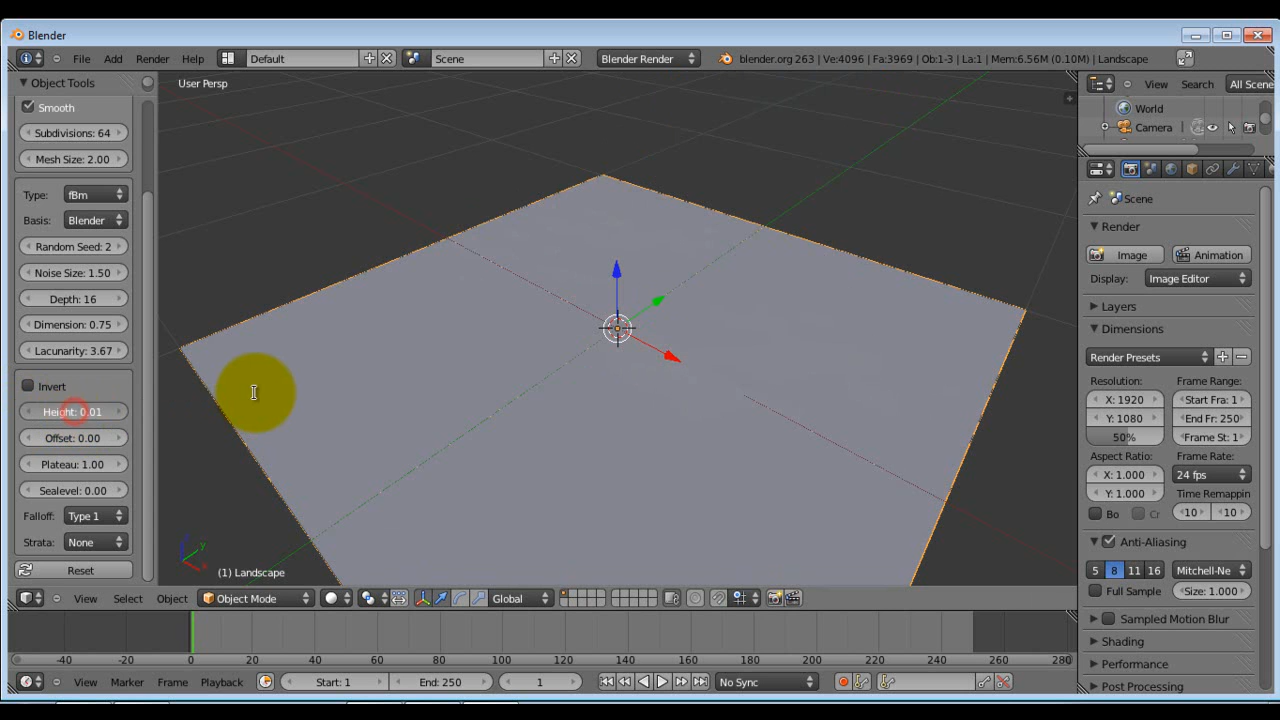 Blender
File Add Render Help Default Scene Blender Render blender.org 263 | Ve:4096 | Fa:3969 | Ob:1-3 | La:1 | Mem:6.56M (0.10M) | Landscape
Object Tools
Smooth
Subdivisions: 64
Mesh Size: 2.00
Type: fBm
Basis: Blender
Random Seed: 2
Noise Size: 1.50
Depth: 16
Dimension: 0.75
Lacunarity: 3.67
Invert
Height: 0.01
Offset: 0.00
Plateau: 1.00
Sealevel: 0.00
Falloff: Type 1
Strata: None
Reset
User Persp
z
y
x
(1) Landscape
View Select Object Object Mode Global
-40 -20 0 20 40 60 80 100 120 140 160 180 200 220 240 260 280
View Marker Frame Playback Start: 1 End: 250 1 No Sync
View Search All Scene
World
Camera
Scene
Render
Image Animation
Display: Image Editor
Layers
Dimensions
Render Presets
Resolution: Frame Range:
X: 1920 Start Fra: 1
Y: 1080 End Fr: 250
50% Frame St: 1
Aspect Ratio: Frame Rate:
X: 1.000 24 fps
Y: 1.000 Time Remappin
Bo Cr 10 10
Anti-Aliasing
5 8 11 16 Mitchell-Ne
Full Sample Size: 1.000
Sampled Motion Blur
Shading
Performance
Post Processing